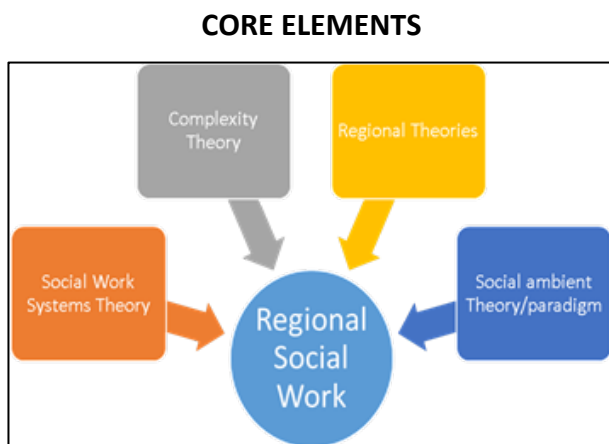 CORE ELEMENTS
Complexity
Theory
Regional Theories
Social Work
Systems Theory
Social ambient
Theory/paradigm
Regional
Social
Work